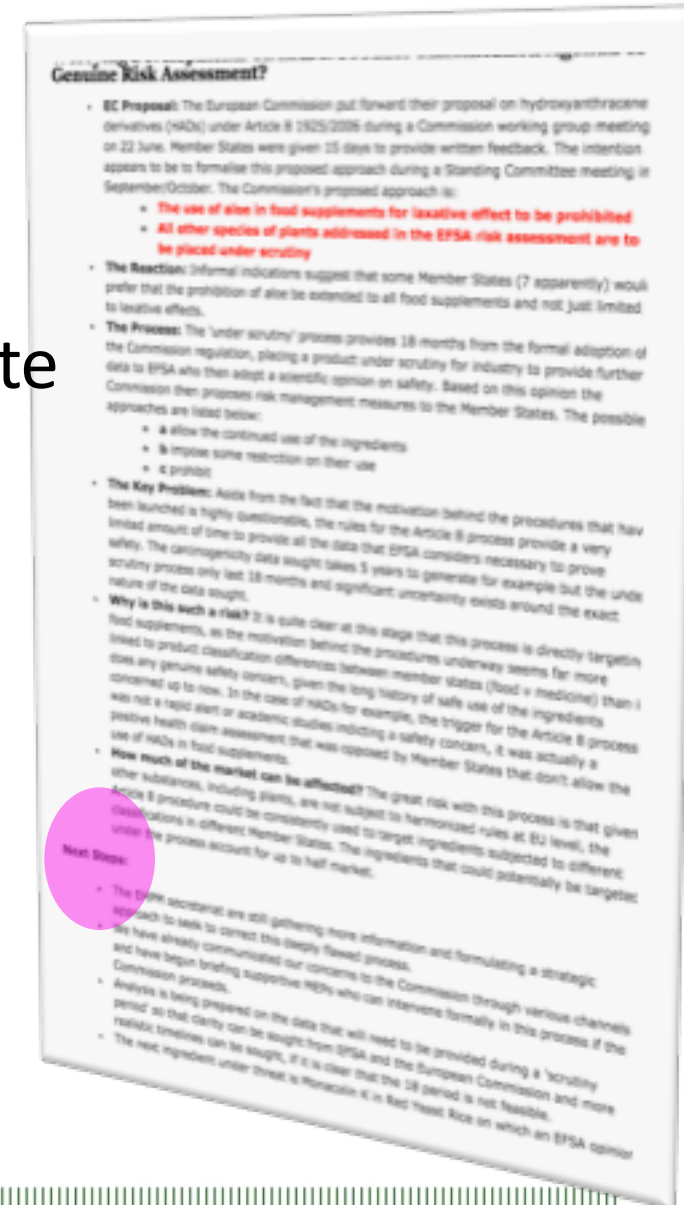 Genuine Risk Assessment?
• EC Proposal: The European Commission put forward their proposal on hydroxyanthracene
derivatives (HADs) under Article 8 1925/2006 during a Commission working group meeting
on 22 June. Member States were given 15 days to provide written feedback. The intention
appears to be to formalise this proposed approach during a Standing Committee meeting in
September/October. The Commission's proposed approach is:
• The use of aloe in food supplements for laxative effect to be prohibited
• All other species of plants addressed in the EFSA risk assessment are to
be placed under scrutiny
• The Reaction: Informal indications suggest that some Member States (7 apparently) woul
prefer that the prohibition of aloe be extended to all food supplements and not just limited
to laxative effects.
te
• The Process: The 'under scrutiny' process provides 18 months from the formal adoption of
the Commission regulation, placing a product under scrutiny for industry to provide further
data to EFSA who then adopt a scientific opinion on safety. Based on this opinion the
Commission then proposes risk management measures to the Member States. The possible
approaches are listed below:
• a allow the continued use of the ingredients
• b impose some restrction on their use
• c prohibit
• The Key Problem: Aside from the fact that the motivation behind the procedures that hav
been launched is highly questionable, the rules for the Article 8 process provide a very
limited amount of time to provide all the data that EFSA considers necessary to prove
safety. The carcinogenicity data sought takes 5 years to generate for example but the unde
scrutiny process only last 18 months and significant uncertainty exists around the exact
nature of the data sought.
• Why is this such a risk? It is quite clear at this stage that this process is directly targetin
food supplements, as the motivation behind the procedures underway seems far more
linked to product classification differences between member states (food v medicine) than i
does any genuine safety concern, given the long history of safe use of the ingredients
concerned up to now. In the case of HADs for example, the trigger for the Article 8 process
was not a rapid alert or academic studies indicting a safety concern, it was actually a
positive health claim assessment that was opposed by Member States that don't allow the
use of HADs in food supplements.
• How much of the market can be affected? The great risk with this process is that given
other substances, including plants, are not subject to harmonized rules at EU level, the
Article 8 procedure could be consistently used to target ingredients subjected to different
classifications in different Member States. The ingredients that could potentially be targeted
under the process account for up to half market.
Next Steps:
• The EHPM secretariat are still gathering more information and formulating a strategic
approach to seek to correct this deeply flawed process.
• We have already communicated our concerns to the Commission through various channels
and have begun briefing supportive MEPs who can intervene formally in this process if the
Commission proceeds.
• Analysis is being prepared on the data that will need to be provided during a 'scrutiny
period' so that clarity can be sought from EFSA and the European Commission and more
realistic timelines can be sought, if it is clear that the 18 period is not feasible.
• The next ingredient under threat is Monacolin K in Red Yeast Rice on which an EFSA opinion